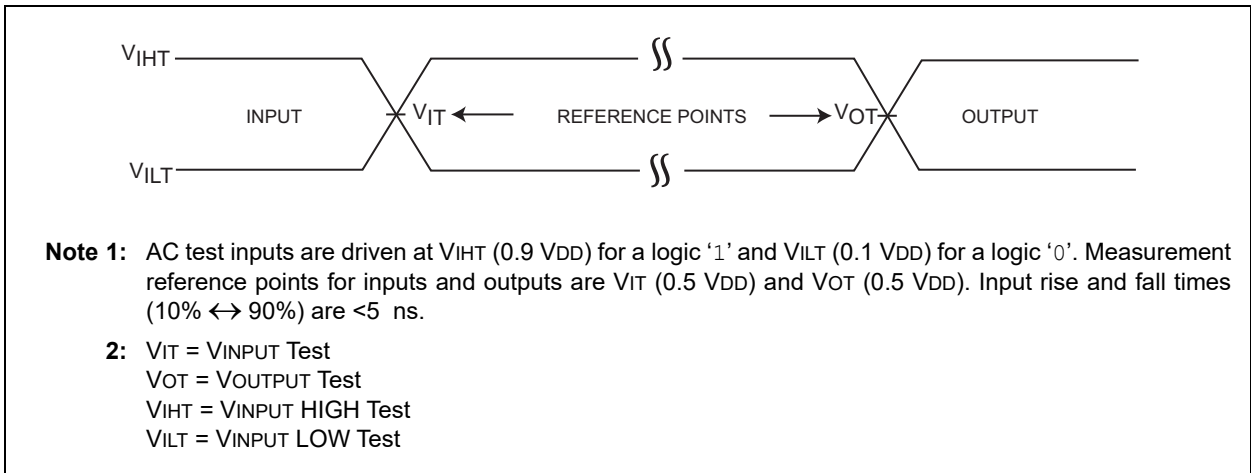 VIHT
INPUT VIT REFERENCE POINTS VOT OUTPUT
VILT
Note 1: AC test inputs are driven at VIHT (0.9 VDD) for a logic ‘1’ and VILT (0.1 VDD) for a logic ‘0’. Measurement
reference points for inputs and outputs are VIT (0.5 VDD) and VOT (0.5 VDD). Input rise and fall times
(10% ↔ 90%) are <5 ns.
2: VIT = VINPUT Test
VOT = VOUTPUT Test
VIHT = VINPUT HIGH Test
VILT = VINPUT LOW Test